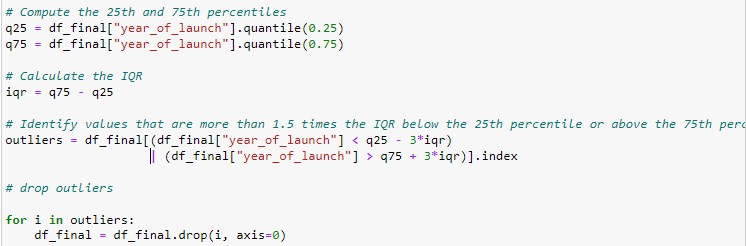 # Compute the 25th and 75th percentiles
q25 = df_final["year_of_launch"].quantile(0.25)
q75 = df_final["year_of_launch"].quantile(0.75)
# Calculate the IQR
iqr = q75 - q25
# Identify values that are more than 1.5 times the IQR below the 25th percentile or above the 75th perc
outliers = df_final[(df_final["year_of_launch"] < q25 - 3*iqr)
| (df_final["year_of_launch"] > q75 + 3*iqr)].index
# drop outliers
for i in outliers:
df_final = df_final.drop(i, axis=0)